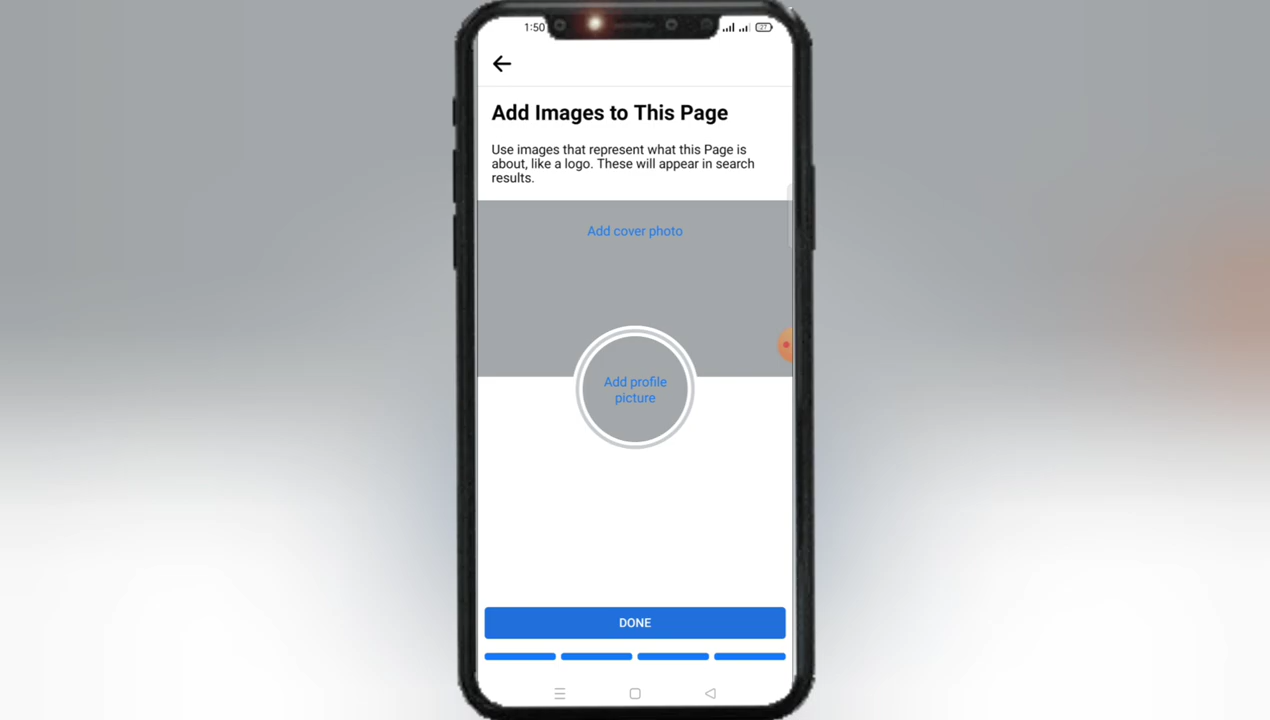 1:50
27
Add Images to This Page
Use images that represent what this Page is
about, like a logo. These will appear in search
results.
Add cover photo
Add profile
picture
DONE